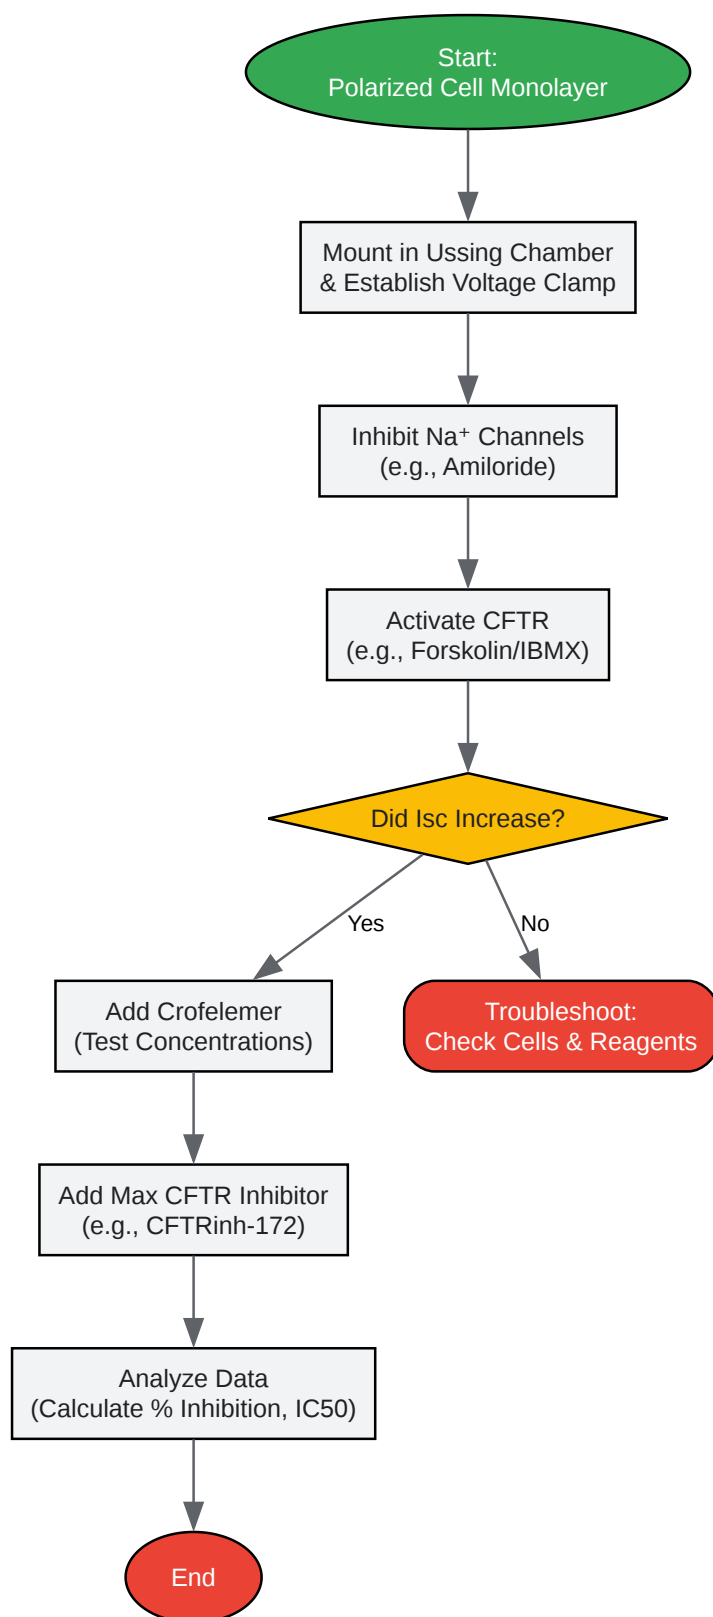 Start:
Polarized Cell Monolayer
Mount in Ussing Chamber
& Establish Voltage Clamp
Inhibit Na⁺ Channels
(e.g., Amiloride)
Activate CFTR
(e.g., Forskolin/IBMX)
Did Isc Increase?
Yes
No
Add Crofelemer
(Test Concentrations)
Troubleshoot:
Check Cells & Reagents
Add Max CFTR Inhibitor
(e.g., CFTRinh-172)
Analyze Data
(Calculate % Inhibition, IC50)
End